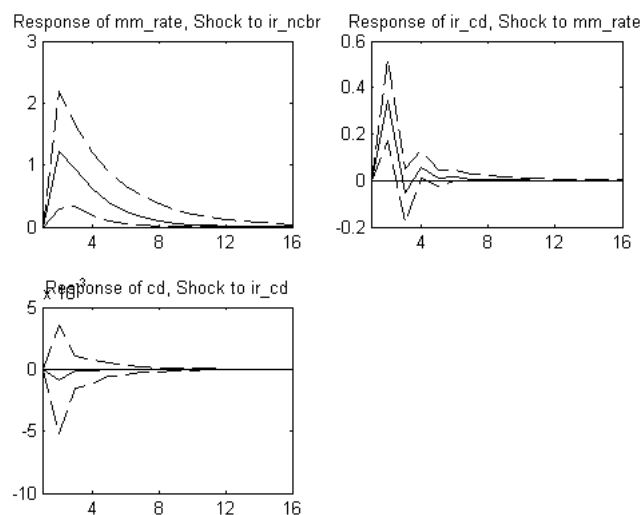 Response of mm_rate, Shock to ir_ncbr
3
2
1
0
4 8 12 16
Response of ir_cd, Shock to mm_rate
0.6
0.4
0.2
0
-0.2
4 8 12 16
Response of cd, Shock to ir_cd
x 10-3
5
0
-5
-10
4 8 12 16